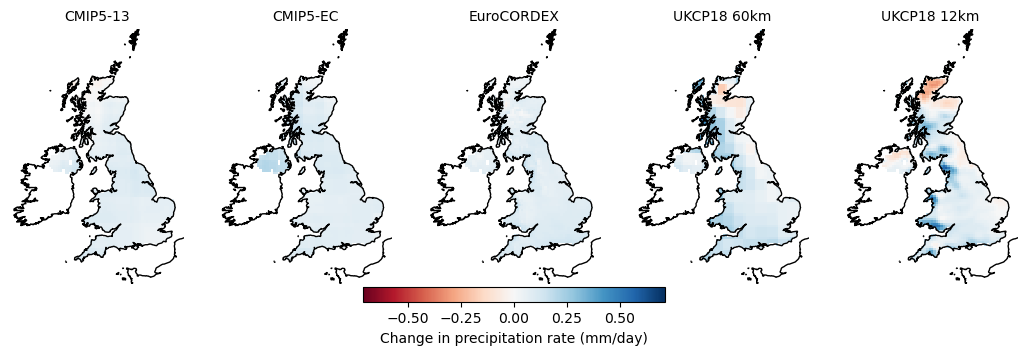 CMIP5-13 CMIP5-EC EuroCORDEX UKCP18 60km UKCP18 12km
−0.50 −0.25 0.00 0.25 0.50
Change in precipitation rate (mm/day)